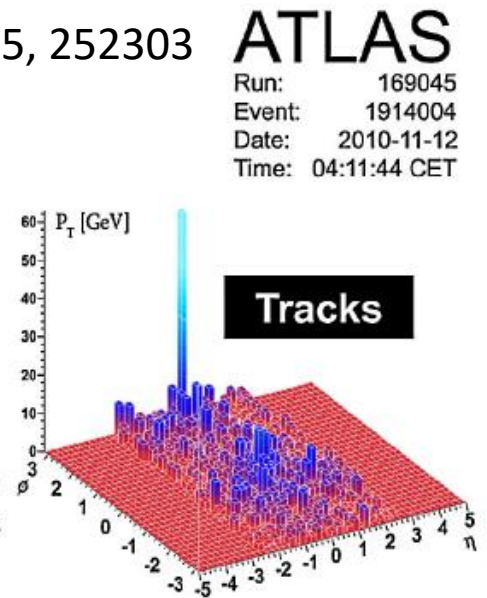 5, 252303
ATLAS
Run: 169045
Event: 1914004
Date: 2010-11-12
Time: 04:11:44 CET
P_T [GeV]
Tracks
60
50
40
30
20
10
0
ϕ
3
2
1
0
-1
-2
-3
-5 -4 -3 -2 -1 0 1 2 3 4 5
η